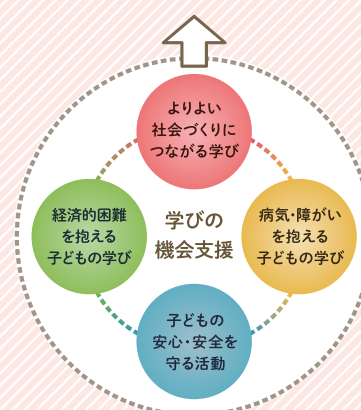 よりよい
社会づくりに
つながる学び
経済的困難
を抱える
子どもの学び
学びの
機会支援
病気・障がい
を抱える
子どもの学び
子どもの
安心・安全を
守る活動